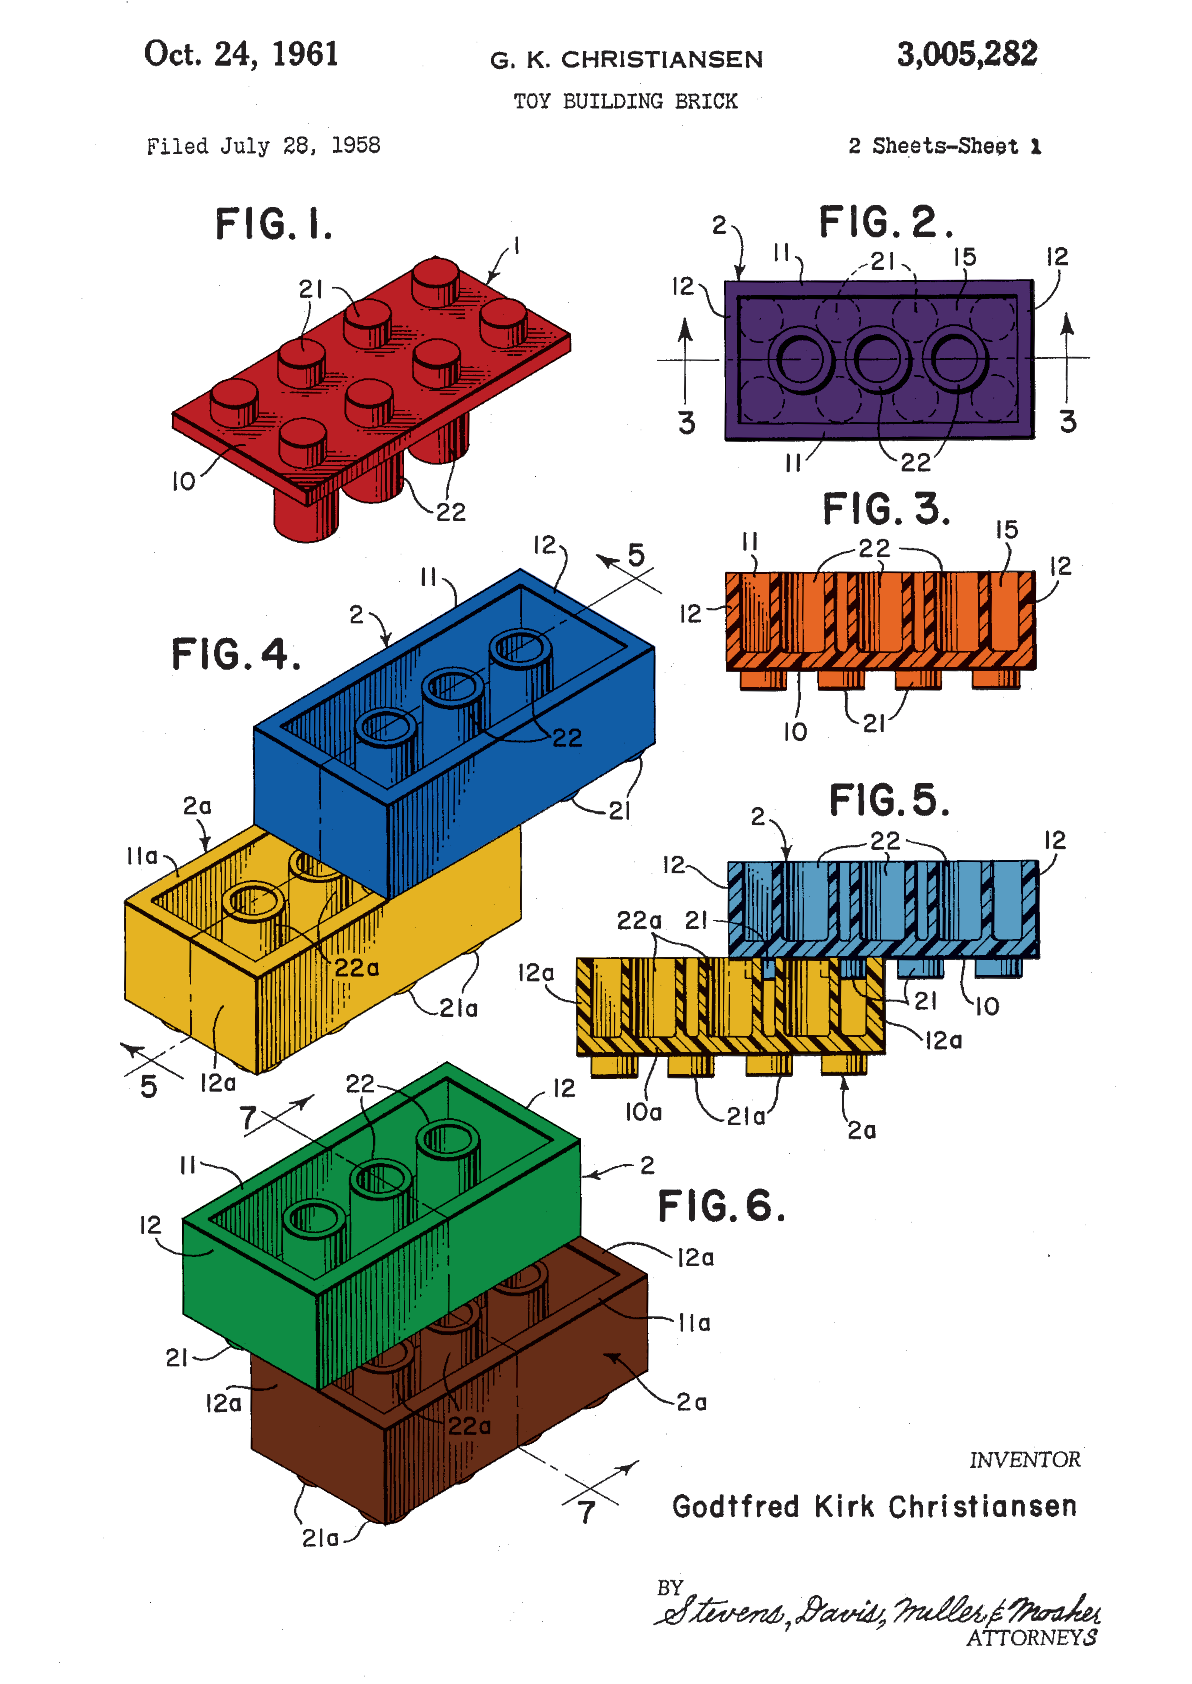 Oct. 24, 1961 G. K. CHRISTIANSEN 3,005,282
TOY BUILDING BRICK
Filed July 28, 1958 2 Sheets-Sheet 1
FIG. 1.
1
21
10
22
FIG. 2.
2
11
21
15
12
12
3
3
11
22
FIG. 3.
11
22
15
12
12
10
21
FIG. 4.
12
5
11
2
22
21
2a
11a
22a
21a
5
12a
FIG. 5.
2
22
12
12
22a
21
12a
21
10
12a
10a
21a
2a
FIG. 6.
7
22
12
11
2
12
12a
11a
21
12a
22a
2a
7
21a
INVENTOR
Godtfred Kirk Christiansen
BY
Stevens, Davis, Miller & Mosher
ATTORNEYS